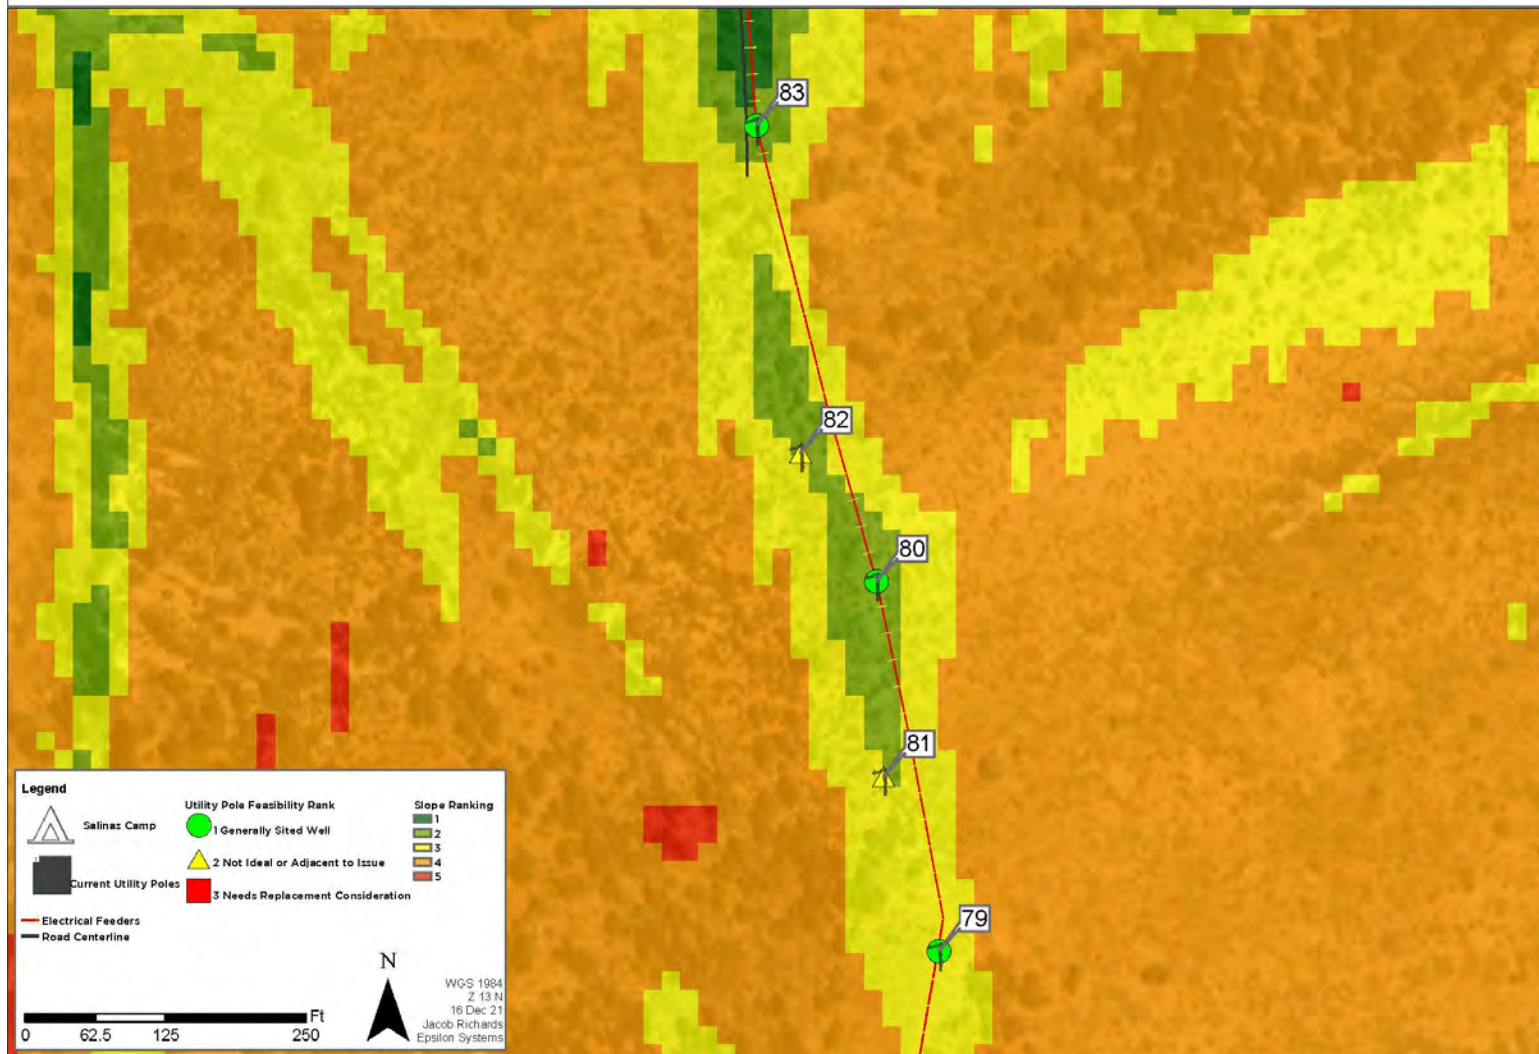 83
82
80
81
79
Legend
Salinas Camp
Current Utility Poles
Electrical Feeders
Road Centerline
Utility Pole Feasibility Rank
1 Generally Sited Well
2 Not Ideal or Adjacent to Issue
3 Needs Replacement Consideration
Slope Ranking
1
2
3
4
5
N
WGS 1984
Z 13 N
16 Dec 21
Jacob Richards
Epsilon Systems
Ft
0 62.5 125 250